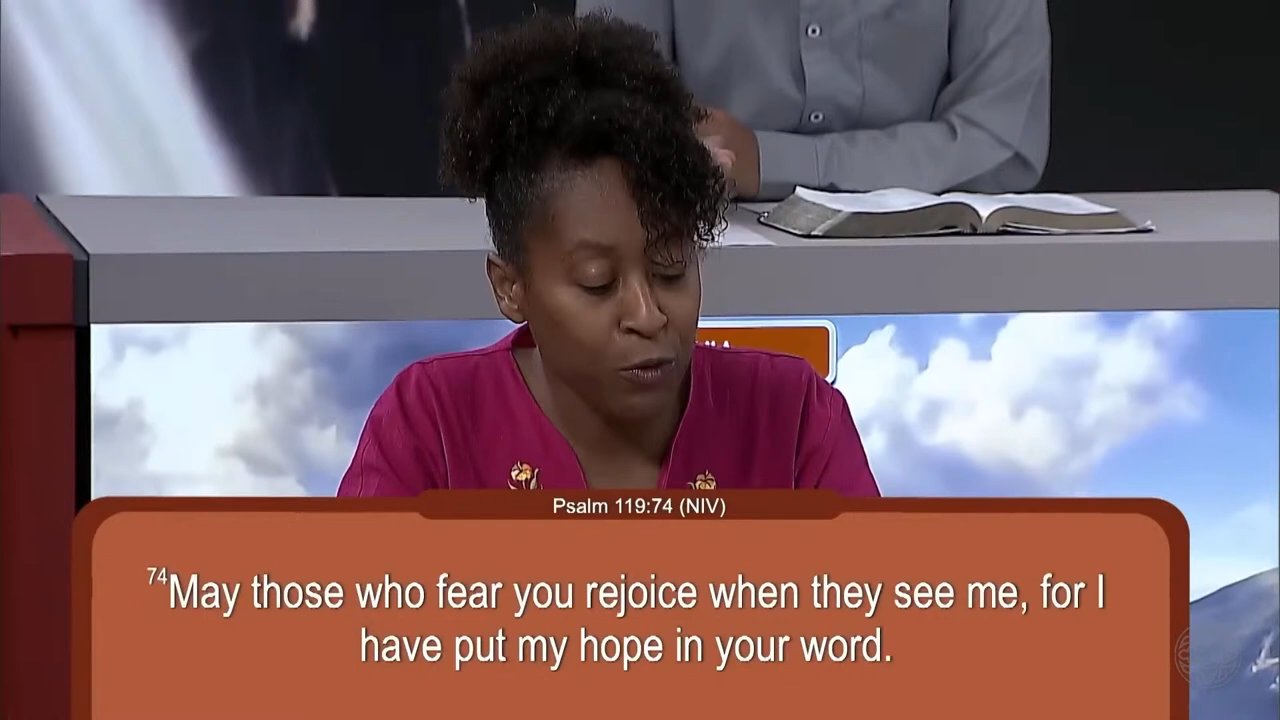 Psalm 119:74 (NIV)
74May those who fear you rejoice when they see me, for I
have put my hope in your word.